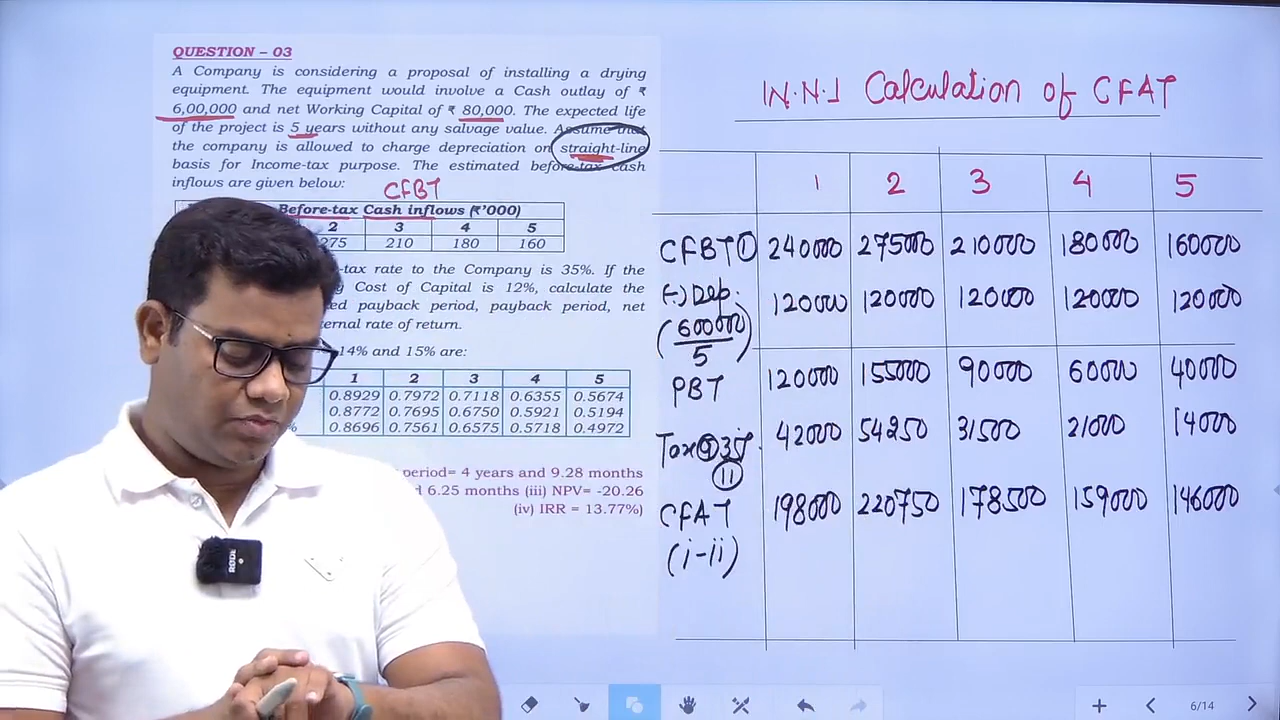 QUESTION – 03
A Company is considering a proposal of installing a drying
equipment. The equipment would involve a Cash outlay of ₹
6,00,000 and net Working Capital of ₹ 80,000. The expected life
of the project is 5 years without any salvage value. Assume that
the company is allowed to charge depreciation on straight-line
basis for Income-tax purpose. The estimated before-tax cash
inflows are given below:
CFBT
Before-tax Cash inflows (₹'000)
2 3 4 5
275 210 180 160
-tax rate to the Company is 35%. If the
Cost of Capital is 12%, calculate the
payback period, payback period, net
rate of return.
14% and 15% are:
1 2 3 4 5
0.8929 0.7972 0.7118 0.6355 0.5674
0.8772 0.7695 0.6750 0.5921 0.5194
% 0.8696 0.7561 0.6575 0.5718 0.4972
period= 4 years and 9.28 months
6.25 months (iii) NPV= -20.26
(iv) IRR = 13.77%)
W.N.1 Calculation of CFAT
1 2 3 4 5
CFBT (i) 240000 275000 210000 180000 160000
(-) Dep. 120000 120000 120000 120000 120000
(600000/5)
PBT 120000 155000 90000 60000 40000
Tax @ 35%. 42000 54250 31500 21000 14000
(ii)
CFAT 198000 220750 178500 159000 146000
(i-ii)
RODE
6/14